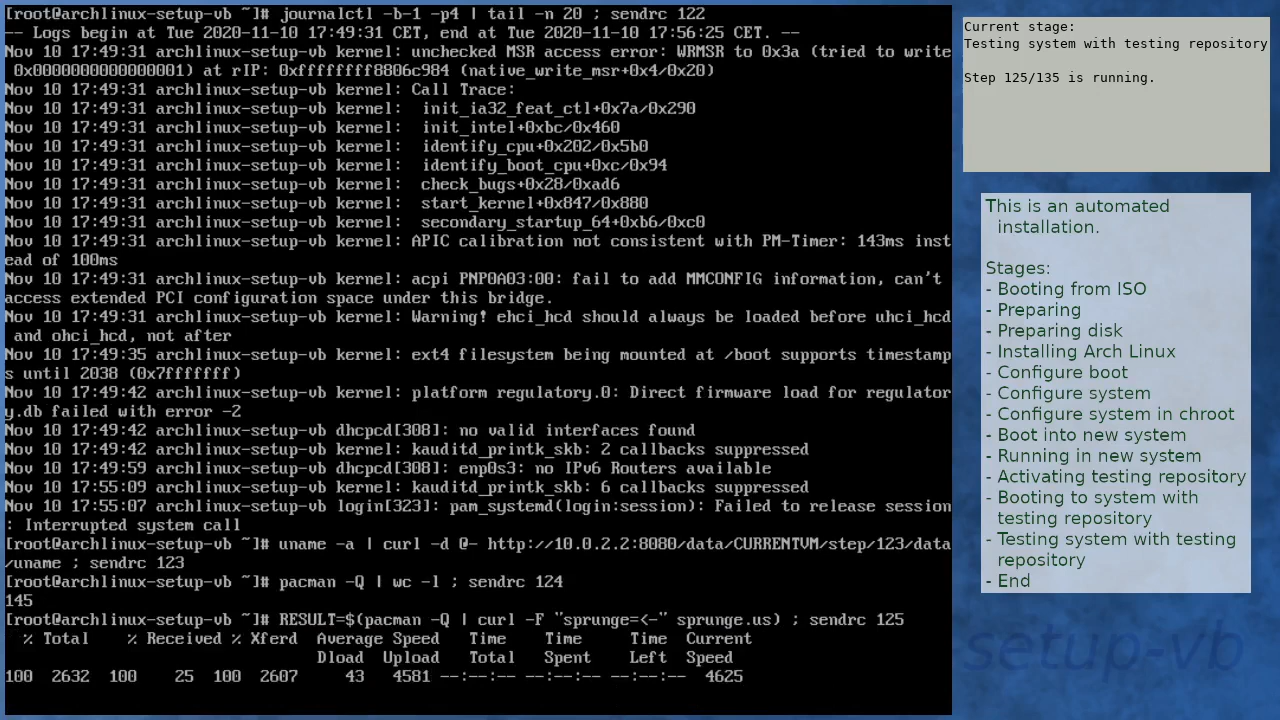 [root@archlinux-setup-vb ~]# journalctl -b-1 -p4 | tail -n 20 ; sendrc 122
-- Logs begin at Tue 2020-11-10 17:49:31 CET, end at Tue 2020-11-10 17:56:25 CET. --
Nov 10 17:49:31 archlinux-setup-vb kernel: unchecked MSR access error: WRMSR to 0x3a (tried to write
 0x0000000000000001) at rIP: 0xffffffff8806c984 (native_write_msr+0x4/0x20)
Nov 10 17:49:31 archlinux-setup-vb kernel: Call Trace:
Nov 10 17:49:31 archlinux-setup-vb kernel:  init_ia32_feat_ctl+0x7a/0x290
Nov 10 17:49:31 archlinux-setup-vb kernel:  init_intel+0xbc/0x460
Nov 10 17:49:31 archlinux-setup-vb kernel:  identify_cpu+0x202/0x5b0
Nov 10 17:49:31 archlinux-setup-vb kernel:  identify_boot_cpu+0xc/0x94
Nov 10 17:49:31 archlinux-setup-vb kernel:  check_bugs+0x28/0xad6
Nov 10 17:49:31 archlinux-setup-vb kernel:  start_kernel+0x847/0x880
Nov 10 17:49:31 archlinux-setup-vb kernel:  secondary_startup_64+0xb6/0xc0
Nov 10 17:49:31 archlinux-setup-vb kernel: APIC calibration not consistent with PM-Timer: 143ms inst
ead of 100ms
Nov 10 17:49:31 archlinux-setup-vb kernel: acpi PNP0A03:00: fail to add MMCONFIG information, can't
access extended PCI configuration space under this bridge.
Nov 10 17:49:31 archlinux-setup-vb kernel: Warning! ehci_hcd should always be loaded before uhci_hcd
 and ohci_hcd, not after
Nov 10 17:49:35 archlinux-setup-vb kernel: ext4 filesystem being mounted at /boot supports timestamp
s until 2038 (0x7fffffff)
Nov 10 17:49:42 archlinux-setup-vb kernel: platform regulatory.0: Direct firmware load for regulator
y.db failed with error -2
Nov 10 17:49:42 archlinux-setup-vb dhcpcd[308]: no valid interfaces found
Nov 10 17:49:42 archlinux-setup-vb kernel: kauditd_printk_skb: 2 callbacks suppressed
Nov 10 17:49:59 archlinux-setup-vb dhcpcd[308]: enp0s3: no IPv6 Routers available
Nov 10 17:55:09 archlinux-setup-vb kernel: kauditd_printk_skb: 6 callbacks suppressed
Nov 10 17:55:07 archlinux-setup-vb login[323]: pam_systemd(login:session): Failed to release session
: Interrupted system call
[root@archlinux-setup-vb ~]# uname -a | curl -d @- http://10.0.2.2:8080/data/CURRENTVM/step/123/data
/uname ; sendrc 123
[root@archlinux-setup-vb ~]# pacman -Q | wc -l ; sendrc 124
145
[root@archlinux-setup-vb ~]# RESULT=$(pacman -Q | curl -F "sprunge=<-" sprunge.us) ; sendrc 125
  % Total    % Received % Xferd  Average Speed   Time    Time     Time  Current
                                 Dload  Upload   Total   Spent    Left  Speed
100  2632  100    25  100  2607     43   4581 --:--:-- --:--:-- --:--:--  4625
Current stage:
Testing system with testing repository
Step 125/135 is running.
This is an automated
installation.
Stages:
- Booting from ISO
- Preparing
- Preparing disk
- Installing Arch Linux
- Configure boot
- Configure system
- Configure system in chroot
- Boot into new system
- Running in new system
- Activating testing repository
- Booting to system with
testing repository
- Testing system with testing
repository
- End
setup-vb